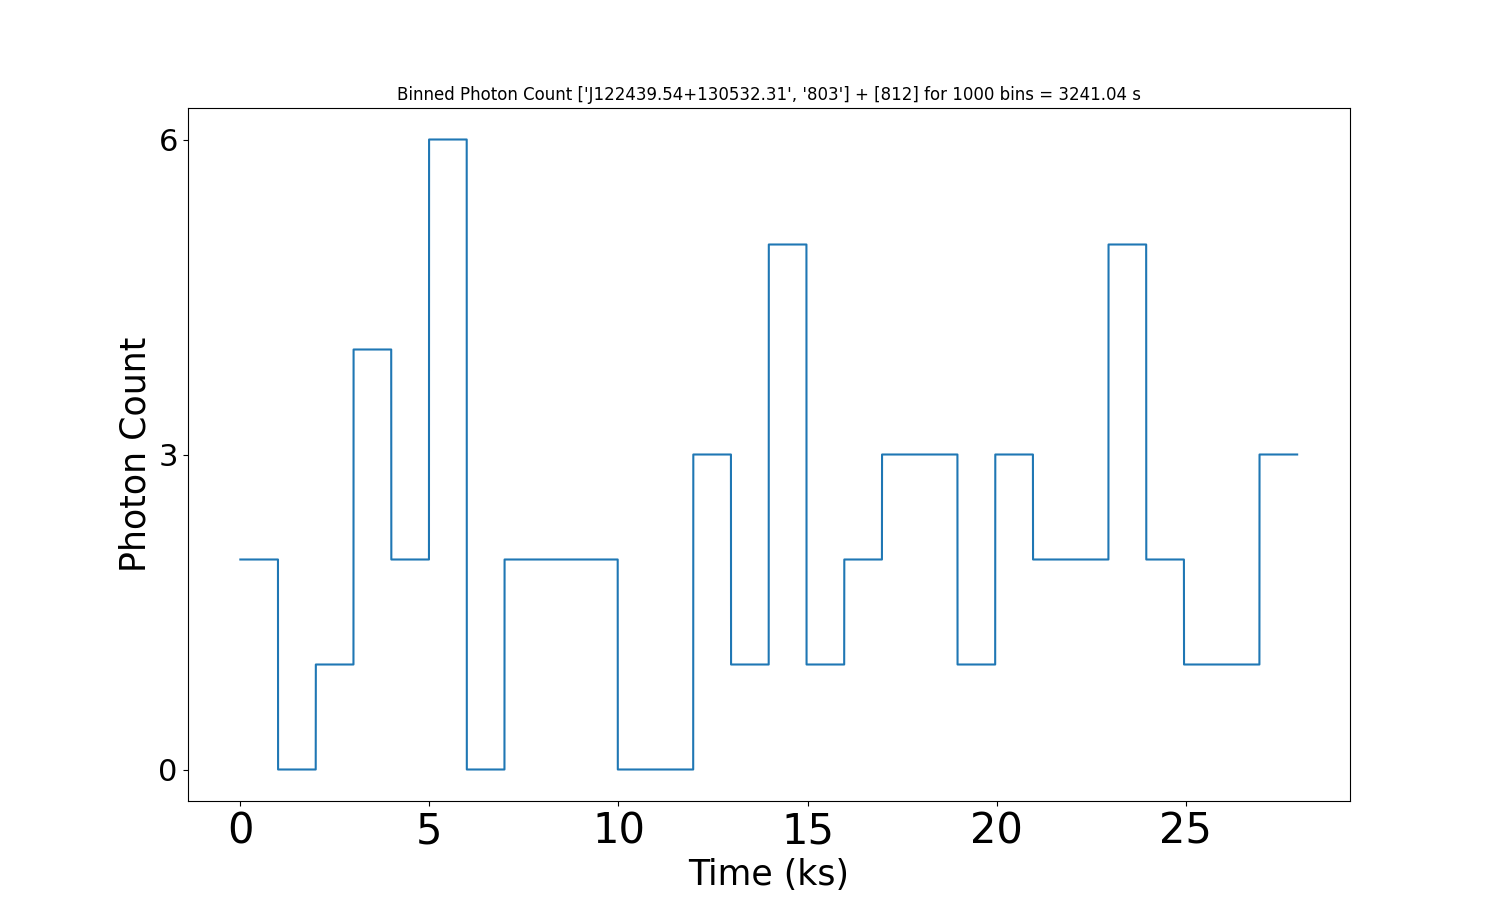 Binned Photon Count ['J122439.54+130532.31', '803'] + [812] for 1000 bins = 3241.04 s
6
3
0
Photon Count
0 5 10 15 20 25
Time (ks)